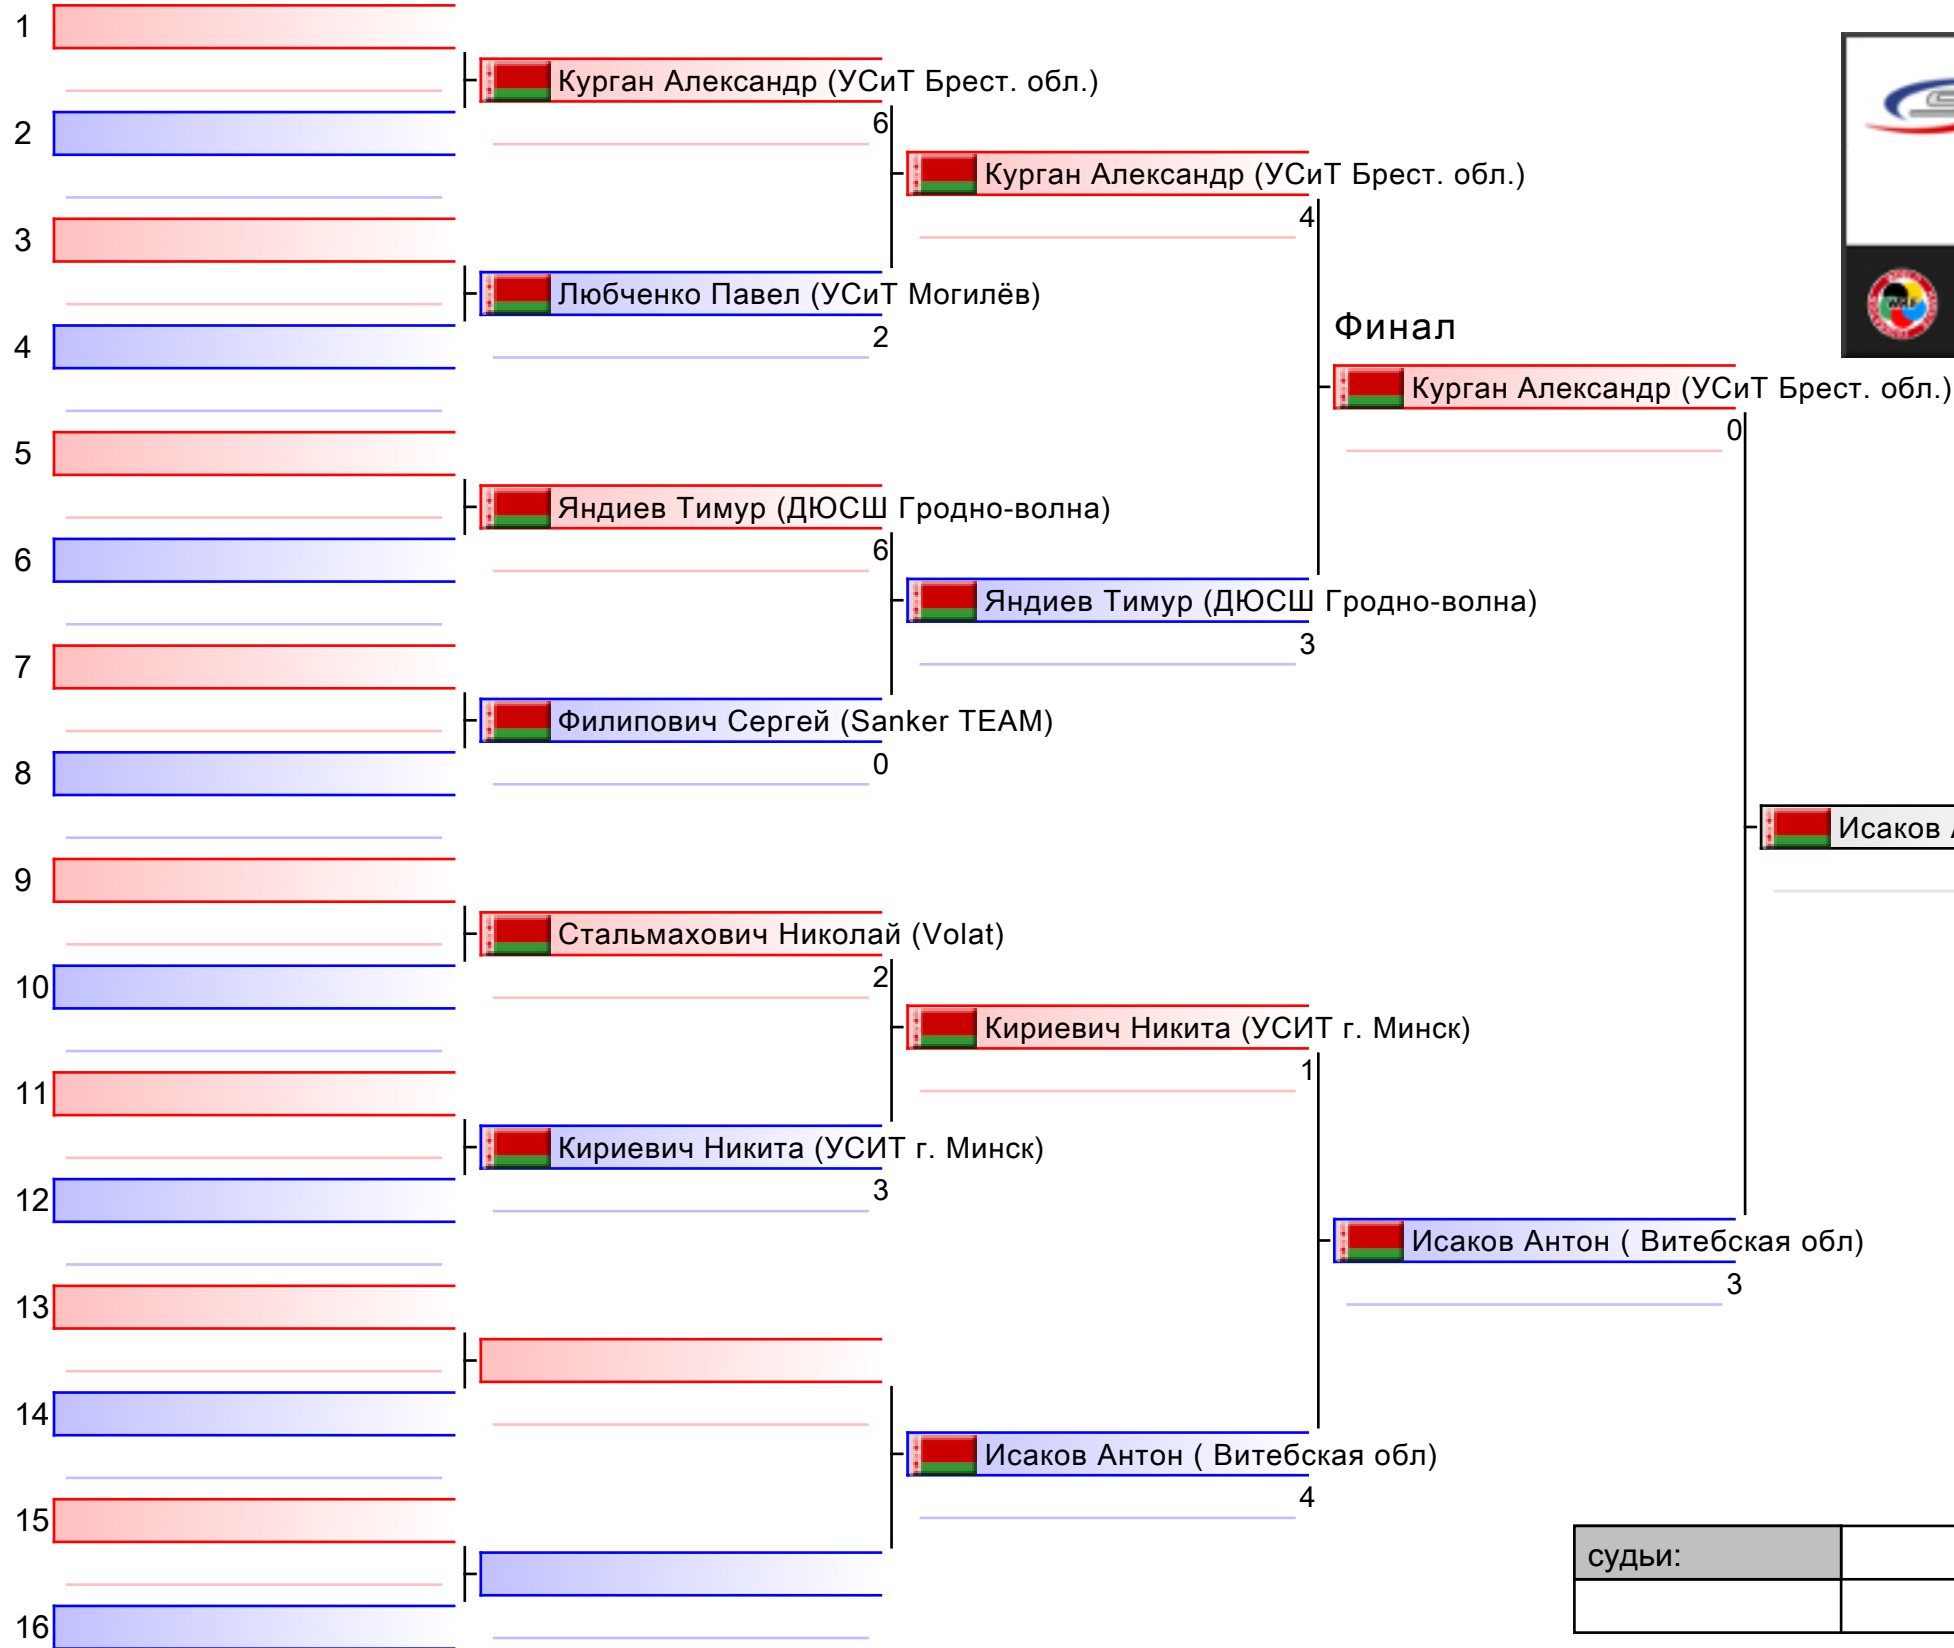 1
Курган Александр (УСиТ Брест. обл.)
6
2
Курган Александр (УСиТ Брест. обл.)
4
3
Любченко Павел (УСиТ Могилёв)
2
4
Финал
Курган Александр (УСиТ Брест. обл.)
0
5
Яндиев Тимур (ДЮСШ Гродно-волна)
6
6
Яндиев Тимур (ДЮСШ Гродно-волна)
3
7
Филипович Сергей (Sanker TEAM)
0
8
Исаков
9
Стальмахович Николай (Volat)
2
10
Кириевич Никита (УСИТ г. Минск)
1
11
Кириевич Никита (УСИТ г. Минск)
3
12
Исаков Антон ( Витебская обл)
3
13
14
Исаков Антон ( Витебская обл)
4
15
судьи:
16